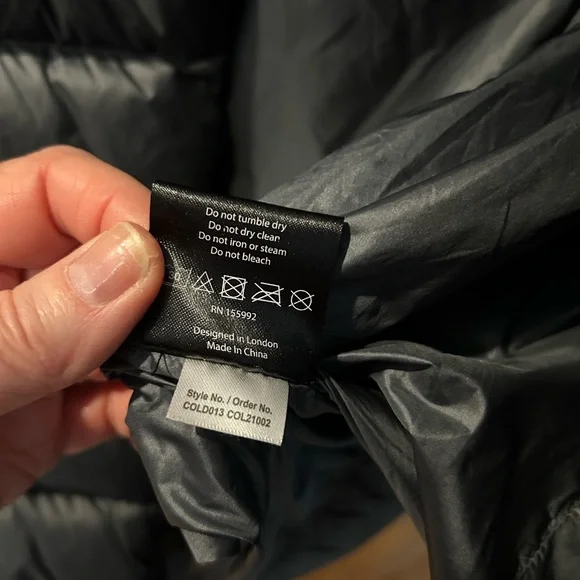 Do not tumble dry
Do not dry clean
Do not iron or steam
Do not bleach
RN 155992
Designed in London
Made in China
Style No. / Order No.
COLD013 COL21002